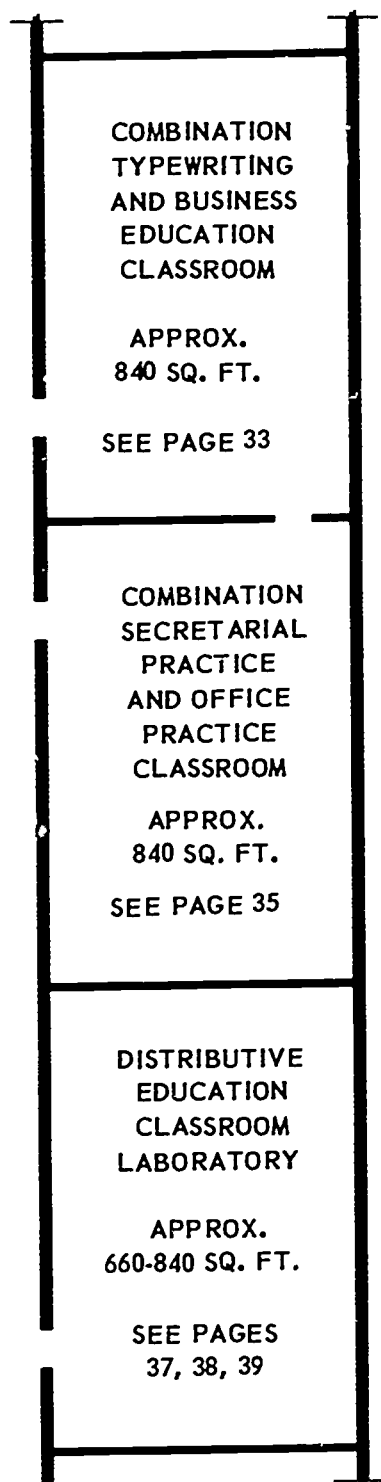 COMBINATION
TYPEWRITING
AND BUSINESS
EDUCATION
CLASSROOM
APPROX.
840 SQ. FT.
SEE PAGE 33
COMBINATION
SECRETARIAL
PRACTICE
AND OFFICE
PRACTICE
CLASSROOM
APPROX.
840 SQ. FT.
SEE PAGE 35
DISTRIBUTIVE
EDUCATION
CLASSROOM
LABORATORY
APPROX.
660-840 SQ. FT.
SEE PAGES
37, 38, 39